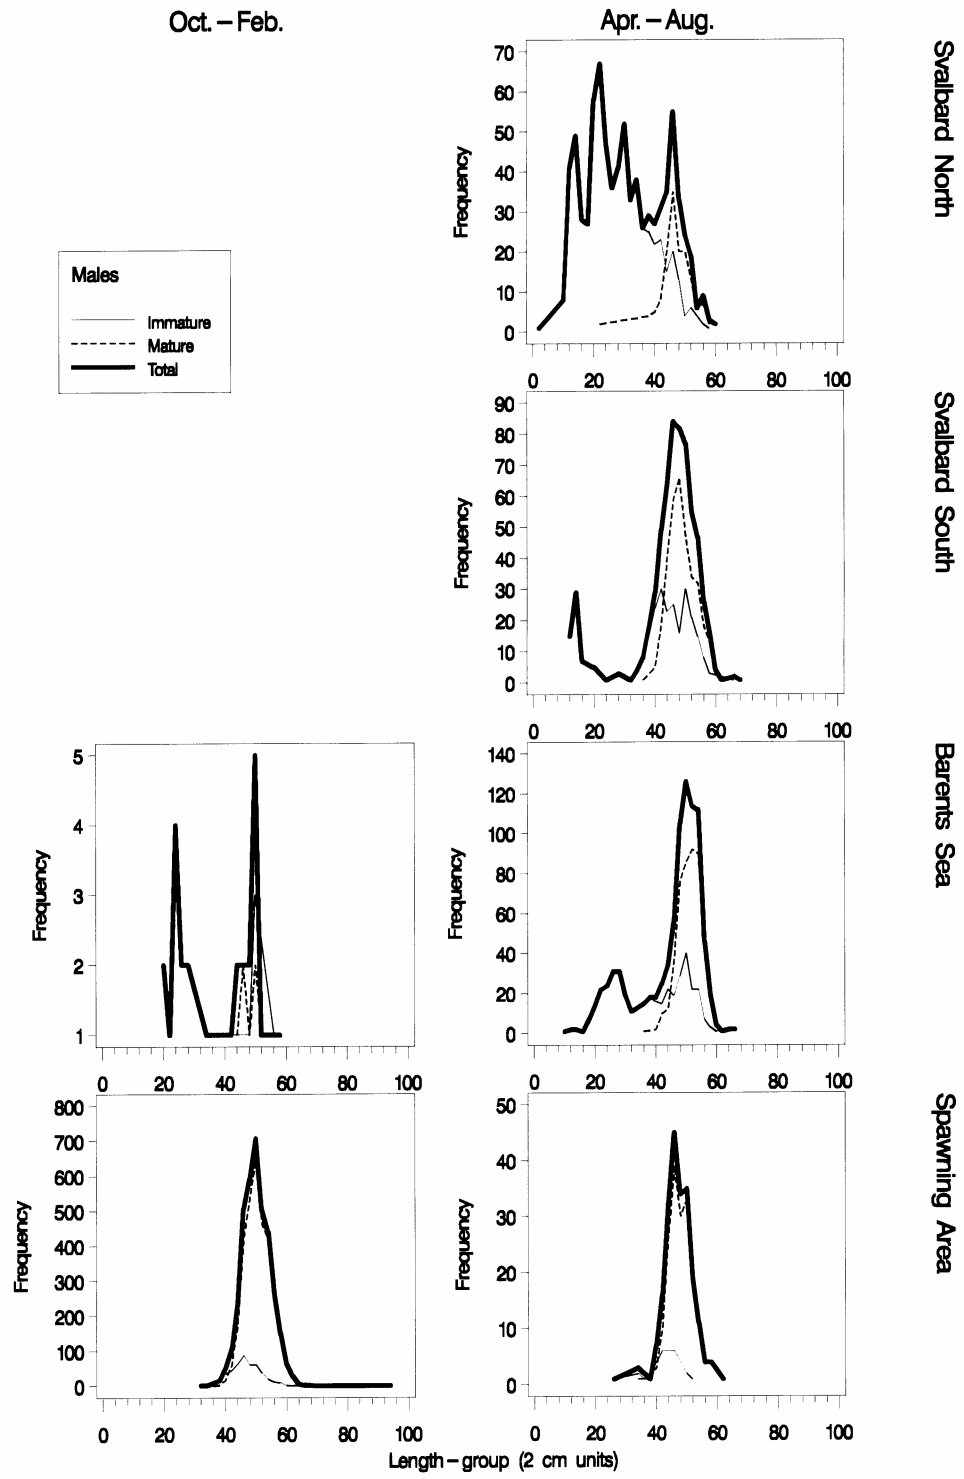 Oct.–Feb.
Apr.–Aug.
Svalbard North
Frequency
70
60
50
40
30
20
10
0
0 20 40 60 80 100
Males
Immature
Mature
Total
Svalbard South
Frequency
90
80
70
60
50
40
30
20
10
0
0 20 40 60 80 100
Frequency
5
4
3
2
1
0 20 40 60 80 100
Barents Sea
Frequency
140
120
100
80
60
40
20
0
0 20 40 60 80 100
Frequency
800
700
600
500
400
300
200
100
0
0 20 40 60 80 100
Spawning Area
Frequency
50
40
30
20
10
0
0 20 40 60 80 100
Length–group (2 cm units)